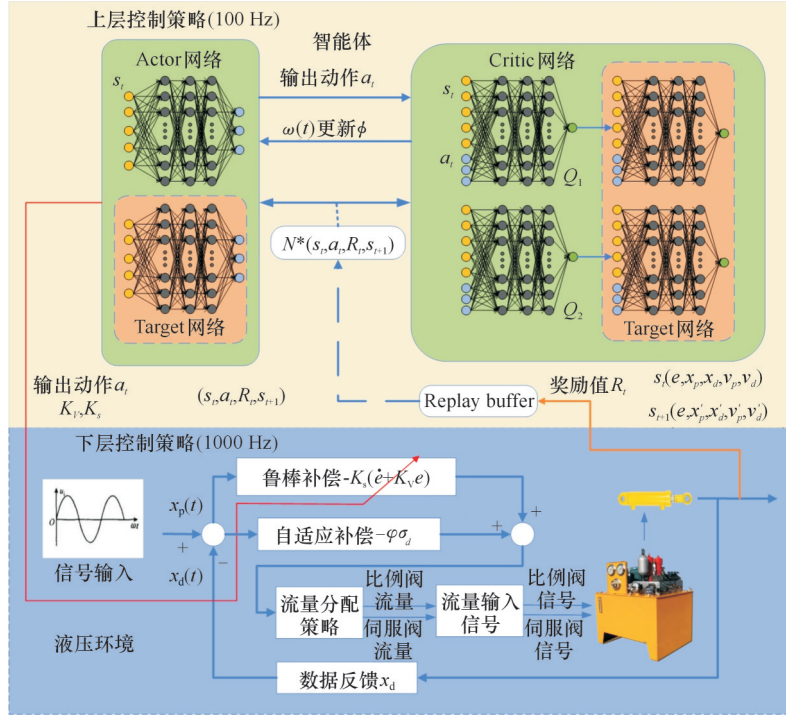 上层控制策略(100 Hz)
Actor网络
s_t
Target网络
智能体
输出动作a_t
ω(t)更新ϕ
N*(s_t,a_t,R_t,s_{t+1})
Critic网络
s_t
a_t
Q_1
Q_2
Target网络
输出动作a_t
K_V,K_s
(s_t,a_t,R_t,s_{t+1})
Replay buffer
奖励值R_t
s_t(e,x_p,x_d,v_p,v_d)
s_{t+1}(e,x'_p,x'_d,v'_p,v'_d)
下层控制策略(1000 Hz)
u
O
ωt
信号输入
x_p(t)
+
−
x_d(t)
鲁棒补偿-K_s(ė+K_v e)
自适应补偿−φσ_d
+
+
流量分配
策略
比例阀
流量
伺服阀
流量
流量输入
信号
比例阀
信号
伺服阀
信号
液压环境
数据反馈x_d